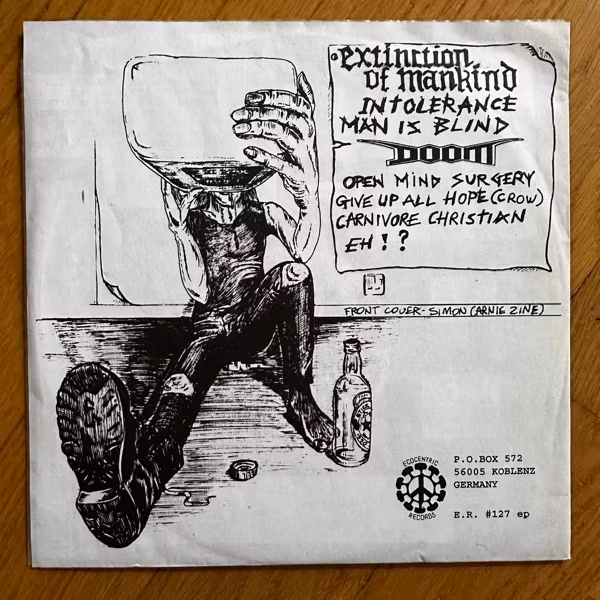 extinction
of mankind
INTOLERANCE
MAN IS BLIND
DOOM
OPEN MIND SURGERY
GIVE UP ALL HOPE (CROW)
CARNIVORE CHRISTIAN
EH!?
FRONT COVER - SIMON (ARNIE ZINE)
ECOCENTRIC
RECORDS
P.O.BOX 572
56005 KOBLENZ
GERMANY
E.R. #127 ep